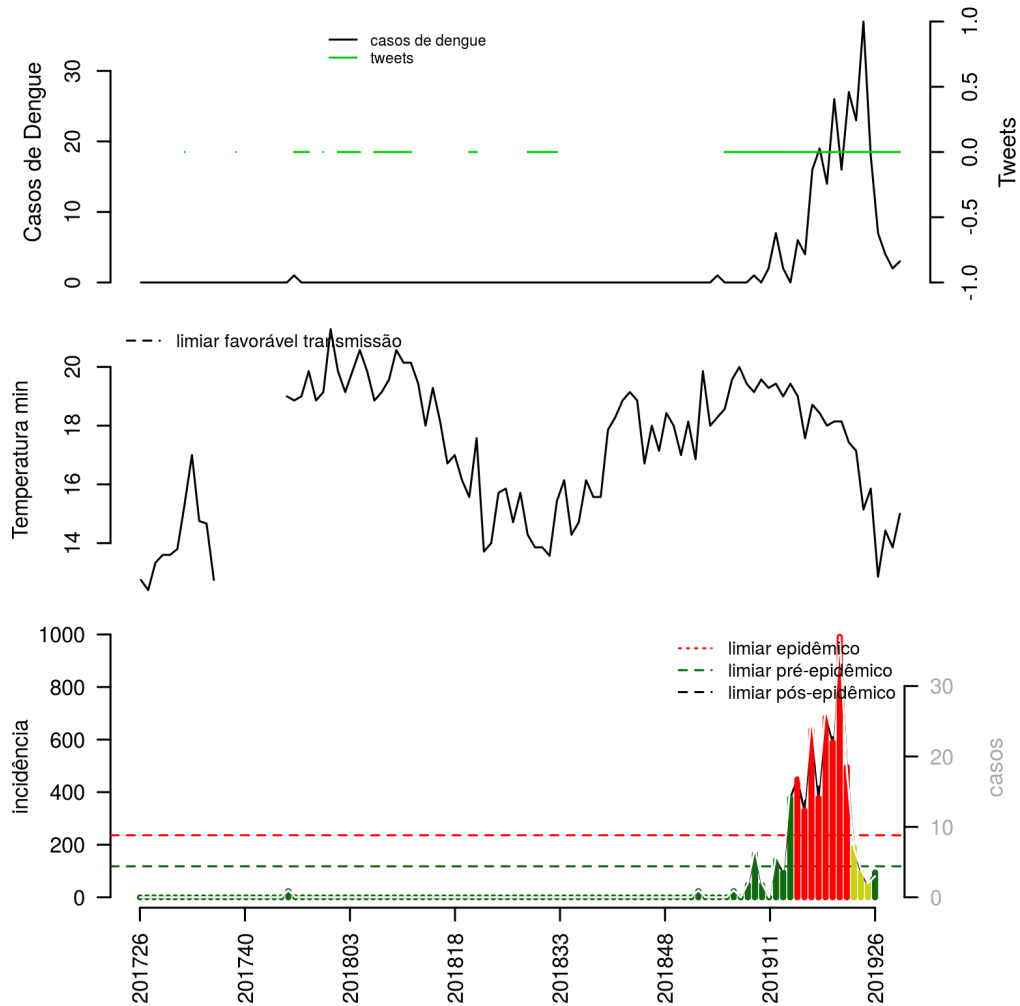 casos de dengue
tweets
Casos de Dengue
0
10
20
30
Tweets
-1.0
-0.5
0.0
0.5
1.0
limiar favorável transmissão
Temperatura min
14
16
18
20
limiar epidêmico
limiar pré-epidêmico
limiar pós-epidêmico
incidência
0
200
400
600
800
1000
casos
0
10
20
30
201726
201740
201803
201818
201833
201848
201911
201926